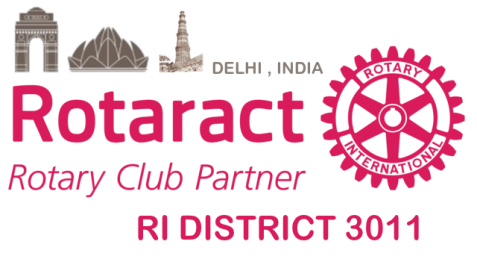 DELHI , INDIA
Rotaract
ROTARY
INTERNATIONAL
Rotary Club Partner
RI DISTRICT 3011